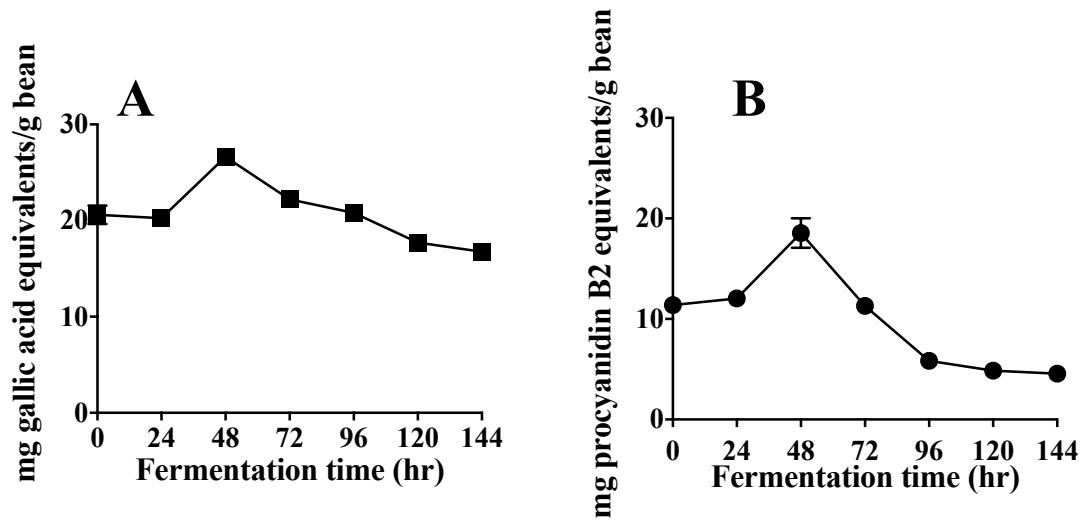 A
mg gallic acid equivalents/g bean
30
20
10
0
0 24 48 72 96 120 144
Fermentation time (hr)
B
mg procyanidin B2 equivalents/g bean
30
20
10
0
0 24 48 72 96 120 144
Fermentation time (hr)